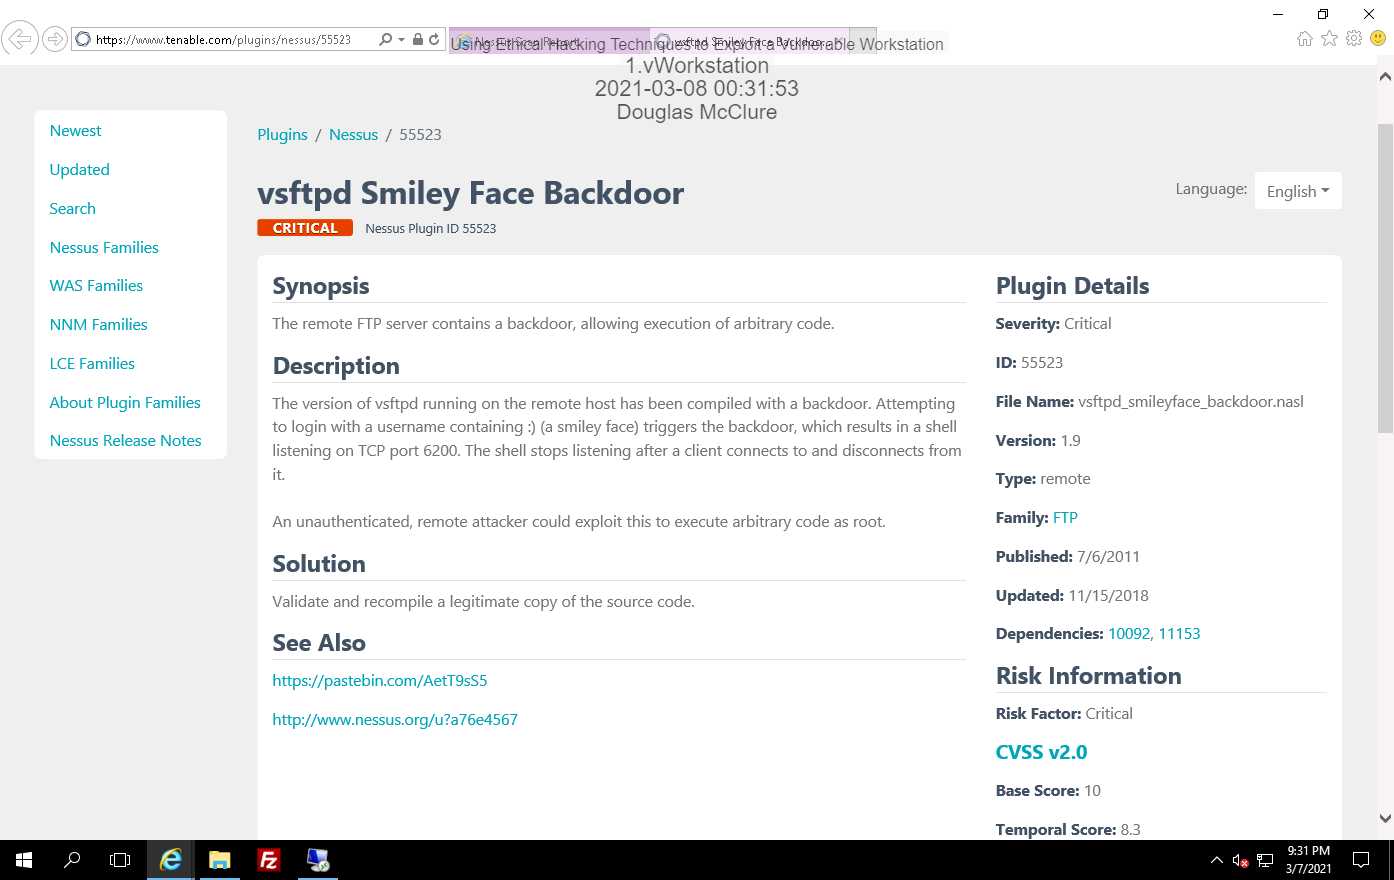 https://www.tenable.com/plugins/nessus/55523
Nessus Scan Report
vsftpd Smiley Face Backdoor...
Using Ethical Hacking Techniques to Exploit a Vulnerable Workstation
1.vWorkstation
2021-03-08 00:31:53
Douglas McClure
Newest
Updated
Search
Nessus Families
WAS Families
NNM Families
LCE Families
About Plugin Families
Nessus Release Notes
Plugins / Nessus / 55523
vsftpd Smiley Face Backdoor
Language: English
CRITICAL Nessus Plugin ID 55523
Synopsis
The remote FTP server contains a backdoor, allowing execution of arbitrary code.
Description
The version of vsftpd running on the remote host has been compiled with a backdoor. Attempting
to login with a username containing :) (a smiley face) triggers the backdoor, which results in a shell
listening on TCP port 6200. The shell stops listening after a client connects to and disconnects from
it.
An unauthenticated, remote attacker could exploit this to execute arbitrary code as root.
Solution
Validate and recompile a legitimate copy of the source code.
See Also
https://pastebin.com/AetT9sS5
http://www.nessus.org/u?a76e4567
Plugin Details
Severity: Critical
ID: 55523
File Name: vsftpd_smileyface_backdoor.nasl
Version: 1.9
Type: remote
Family: FTP
Published: 7/6/2011
Updated: 11/15/2018
Dependencies: 10092, 11153
Risk Information
Risk Factor: Critical
CVSS v2.0
Base Score: 10
Temporal Score: 8.3
9:31 PM
3/7/2021